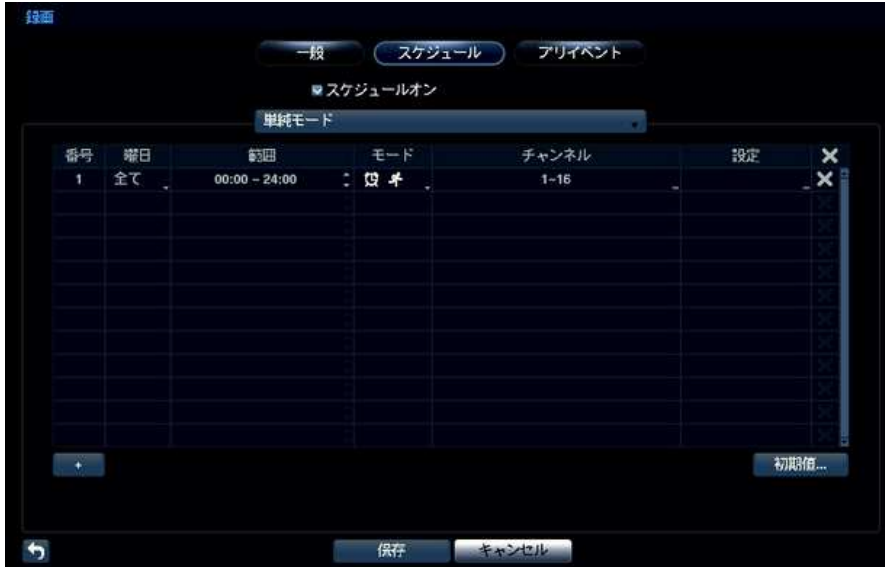 録画
一般 スケジュール アリイベント
スケジュールオン
単純モード
番号 曜日 範囲 モード チャンネル 設定
1 全て 00:00 ~ 24:00 1~16
+ 初期値...
保存 キャンセル